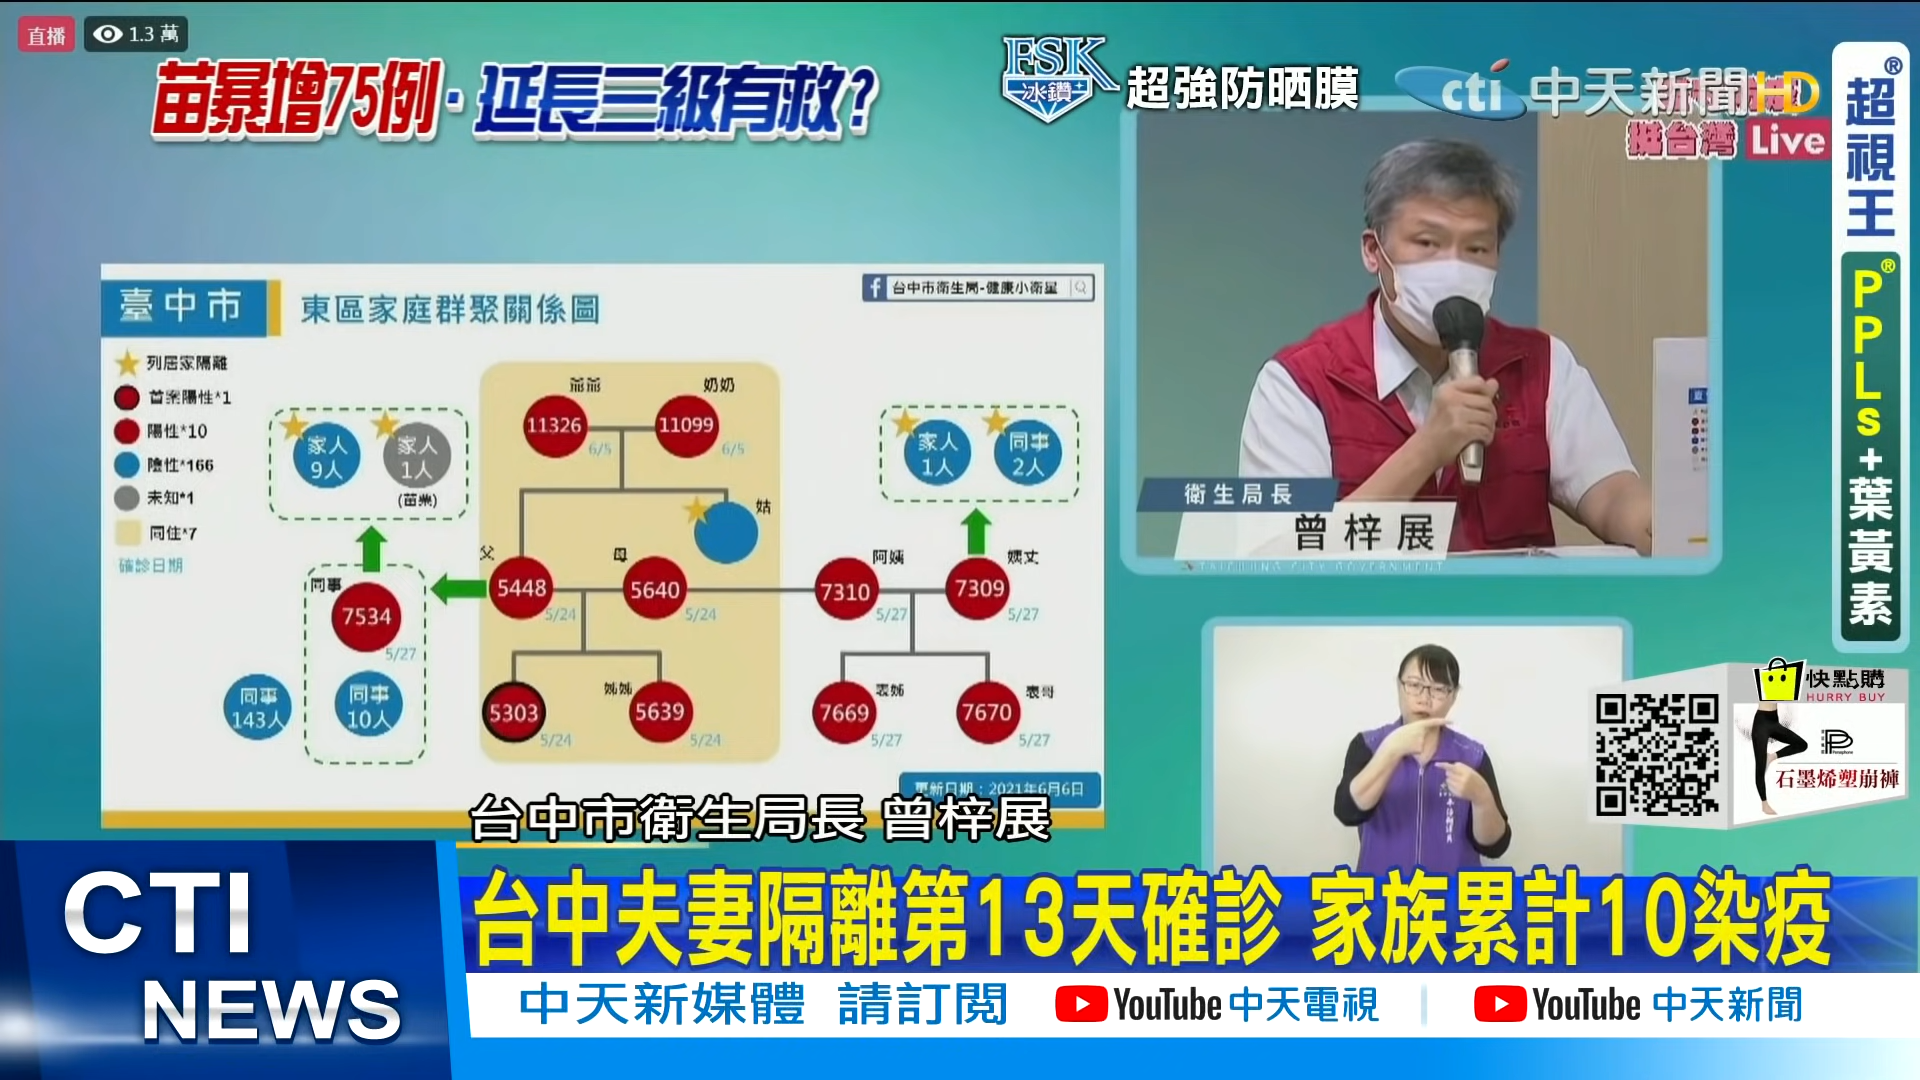 直播
1.3 萬
苗暴增75例·延長三級有救?
FSK
冰鑽
超強防晒膜
cti 中天新聞HD
挺台灣 Live
超視王®
PPLs®+葉黃素
臺中市
東區家庭群聚關係圖
台中市衛生局-健康小衛星
列居家隔離
首案陽性*1
陽性*10
陰性*166
未知*1
同住*7
確診日期
爺爺
11326
6/5
奶奶
11099
6/5
家人
9人
家人
1人
(苗栗)
家人
1人
同事
2人
姑
父
5448
5/24
母
5640
5/24
阿姨
7310
5/27
姨丈
7309
5/27
同事
7534
5/27
同事
143人
同事
10人
5303
5/24
姊姊
5639
5/24
表姊
7669
5/27
表哥
7670
5/27
更新日期：2021年6月6日
衛生局長
曾梓展
TAICHUNG CITY GOVERNMENT
快點購
HURRY BUY
石墨烯塑崩褲
台中市衛生局長 曾梓展
CTI
NEWS
台中夫妻隔離第13天確診 家族累計10染疫
中天新媒體 請訂閱 YouTube 中天電視 YouTube 中天新聞